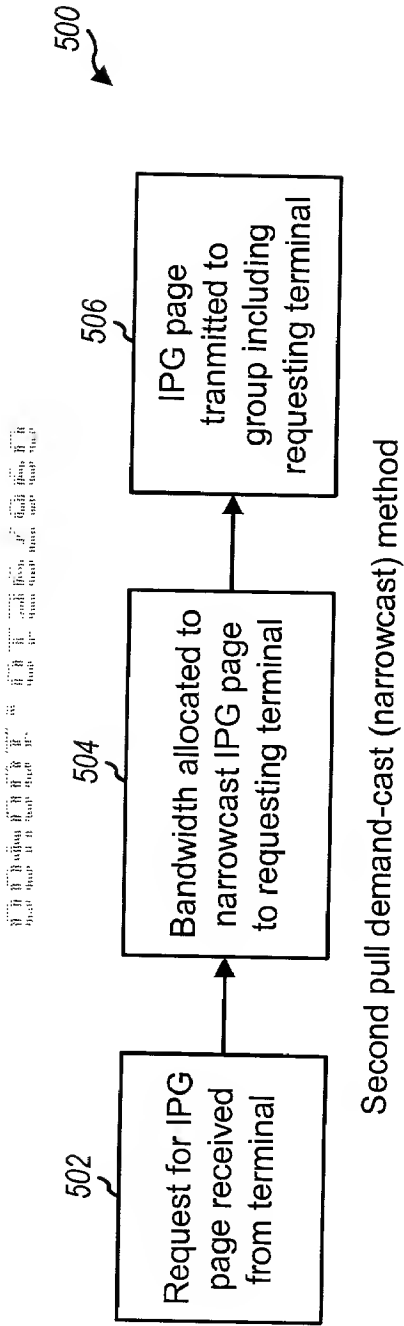 500
502
Request for IPG
page received
from terminal
504
Bandwidth allocated to
narrowcast IPG page
to requesting terminal
506
IPG page
tranmitted to
group including
requesting terminal
Second pull demand-cast (narrowcast) method